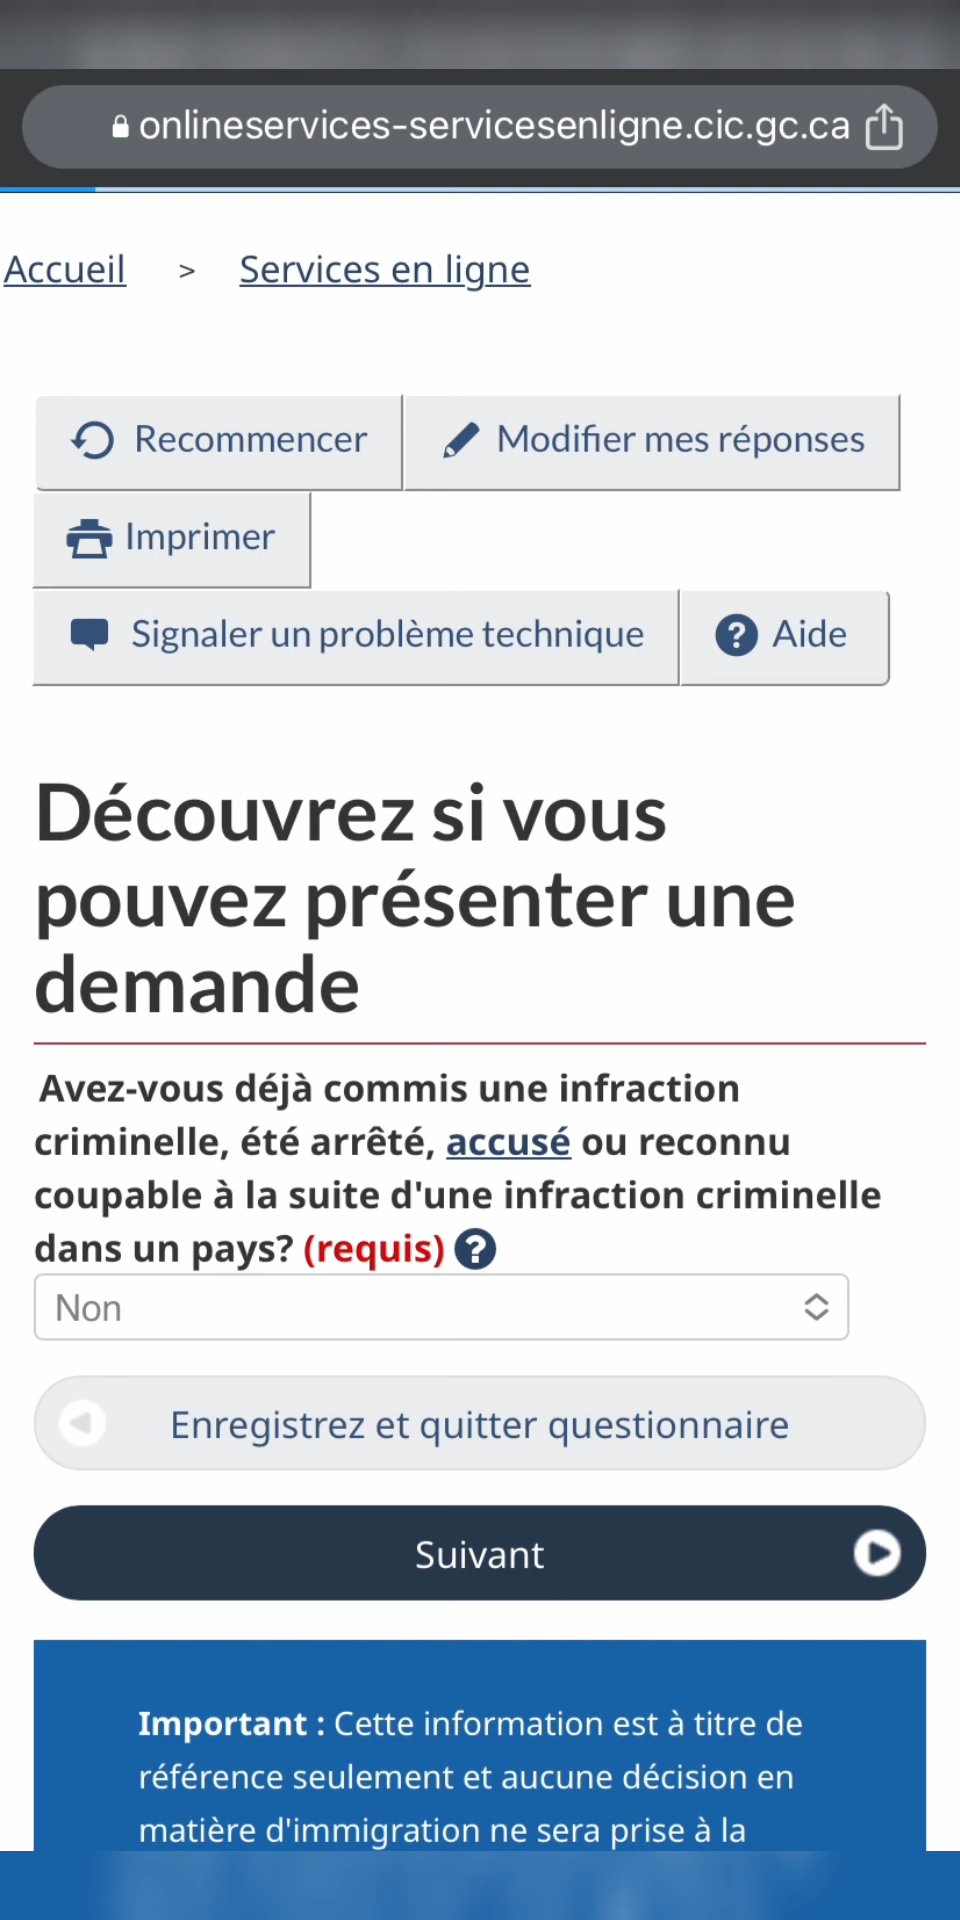 onlineservices-servicesenligne.cic.gc.ca
Accueil > Services en ligne
Recommencer Modifier mes réponses
Imprimer
Signaler un problème technique ? Aide
Découvrez si vous
pouvez présenter une
demande
Avez-vous déjà commis une infraction
criminelle, été arrêté, accusé ou reconnu
coupable à la suite d'une infraction criminelle
dans un pays? (requis) ?
Non
Enregistrez et quitter questionnaire
Suivant
Important : Cette information est à titre de
référence seulement et aucune décision en
matière d'immigration ne sera prise à la